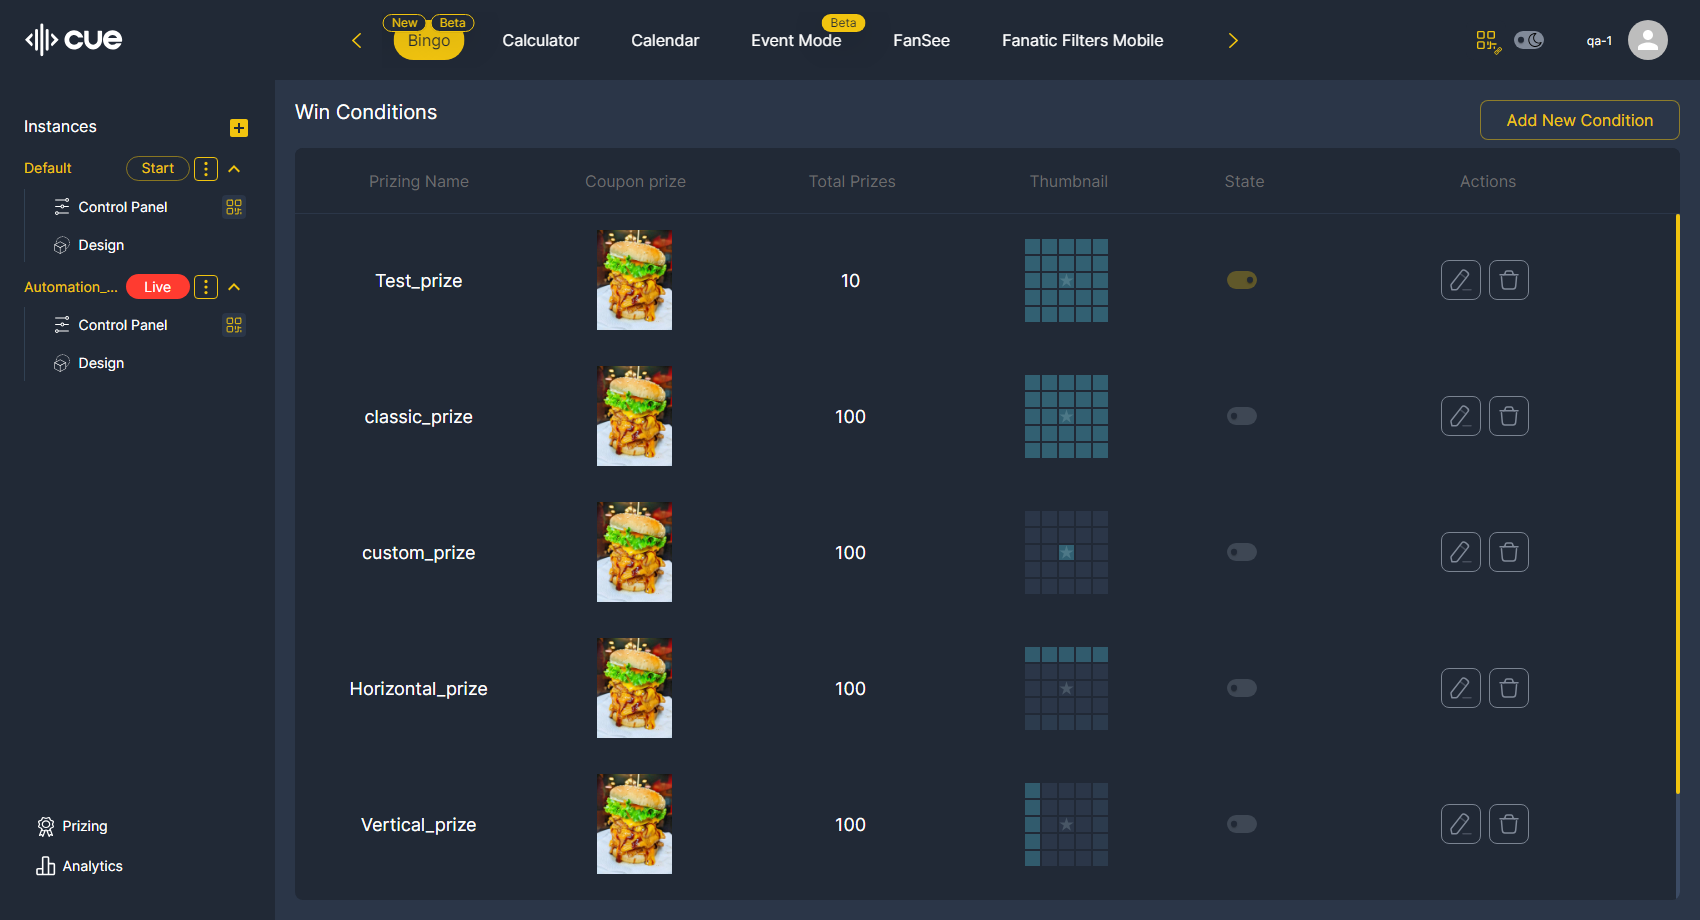 cue
New
Beta
Bingo
Calculator
Calendar
Beta
Event Mode
FanSee
Fanatic Filters Mobile
qa-1
Instances
Default
Start
Control Panel
Design
Automation_...
Live
Control Panel
Design
Prizing
Analytics
Win Conditions
Add New Condition
Prizing Name
Coupon prize
Total Prizes
Thumbnail
State
Actions
Test_prize
10
classic_prize
100
custom_prize
100
Horizontal_prize
100
Vertical_prize
100